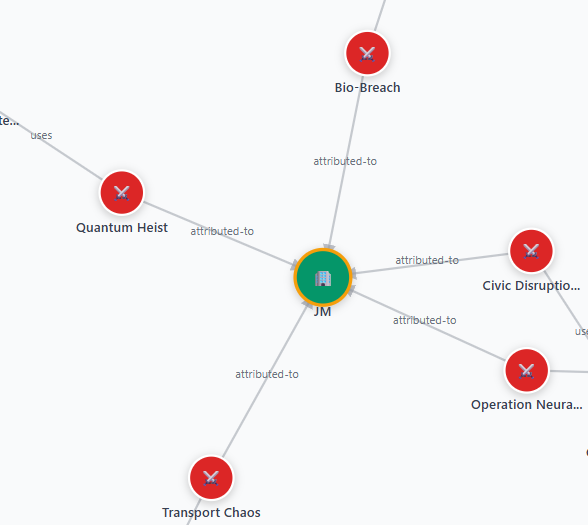 Bio-Breach
te...
uses
attributed-to
Quantum Heist
attributed-to
attributed-to
Civic Disruptio...
JM
attributed-to
use
attributed-to
Operation Neura...
Transport Chaos